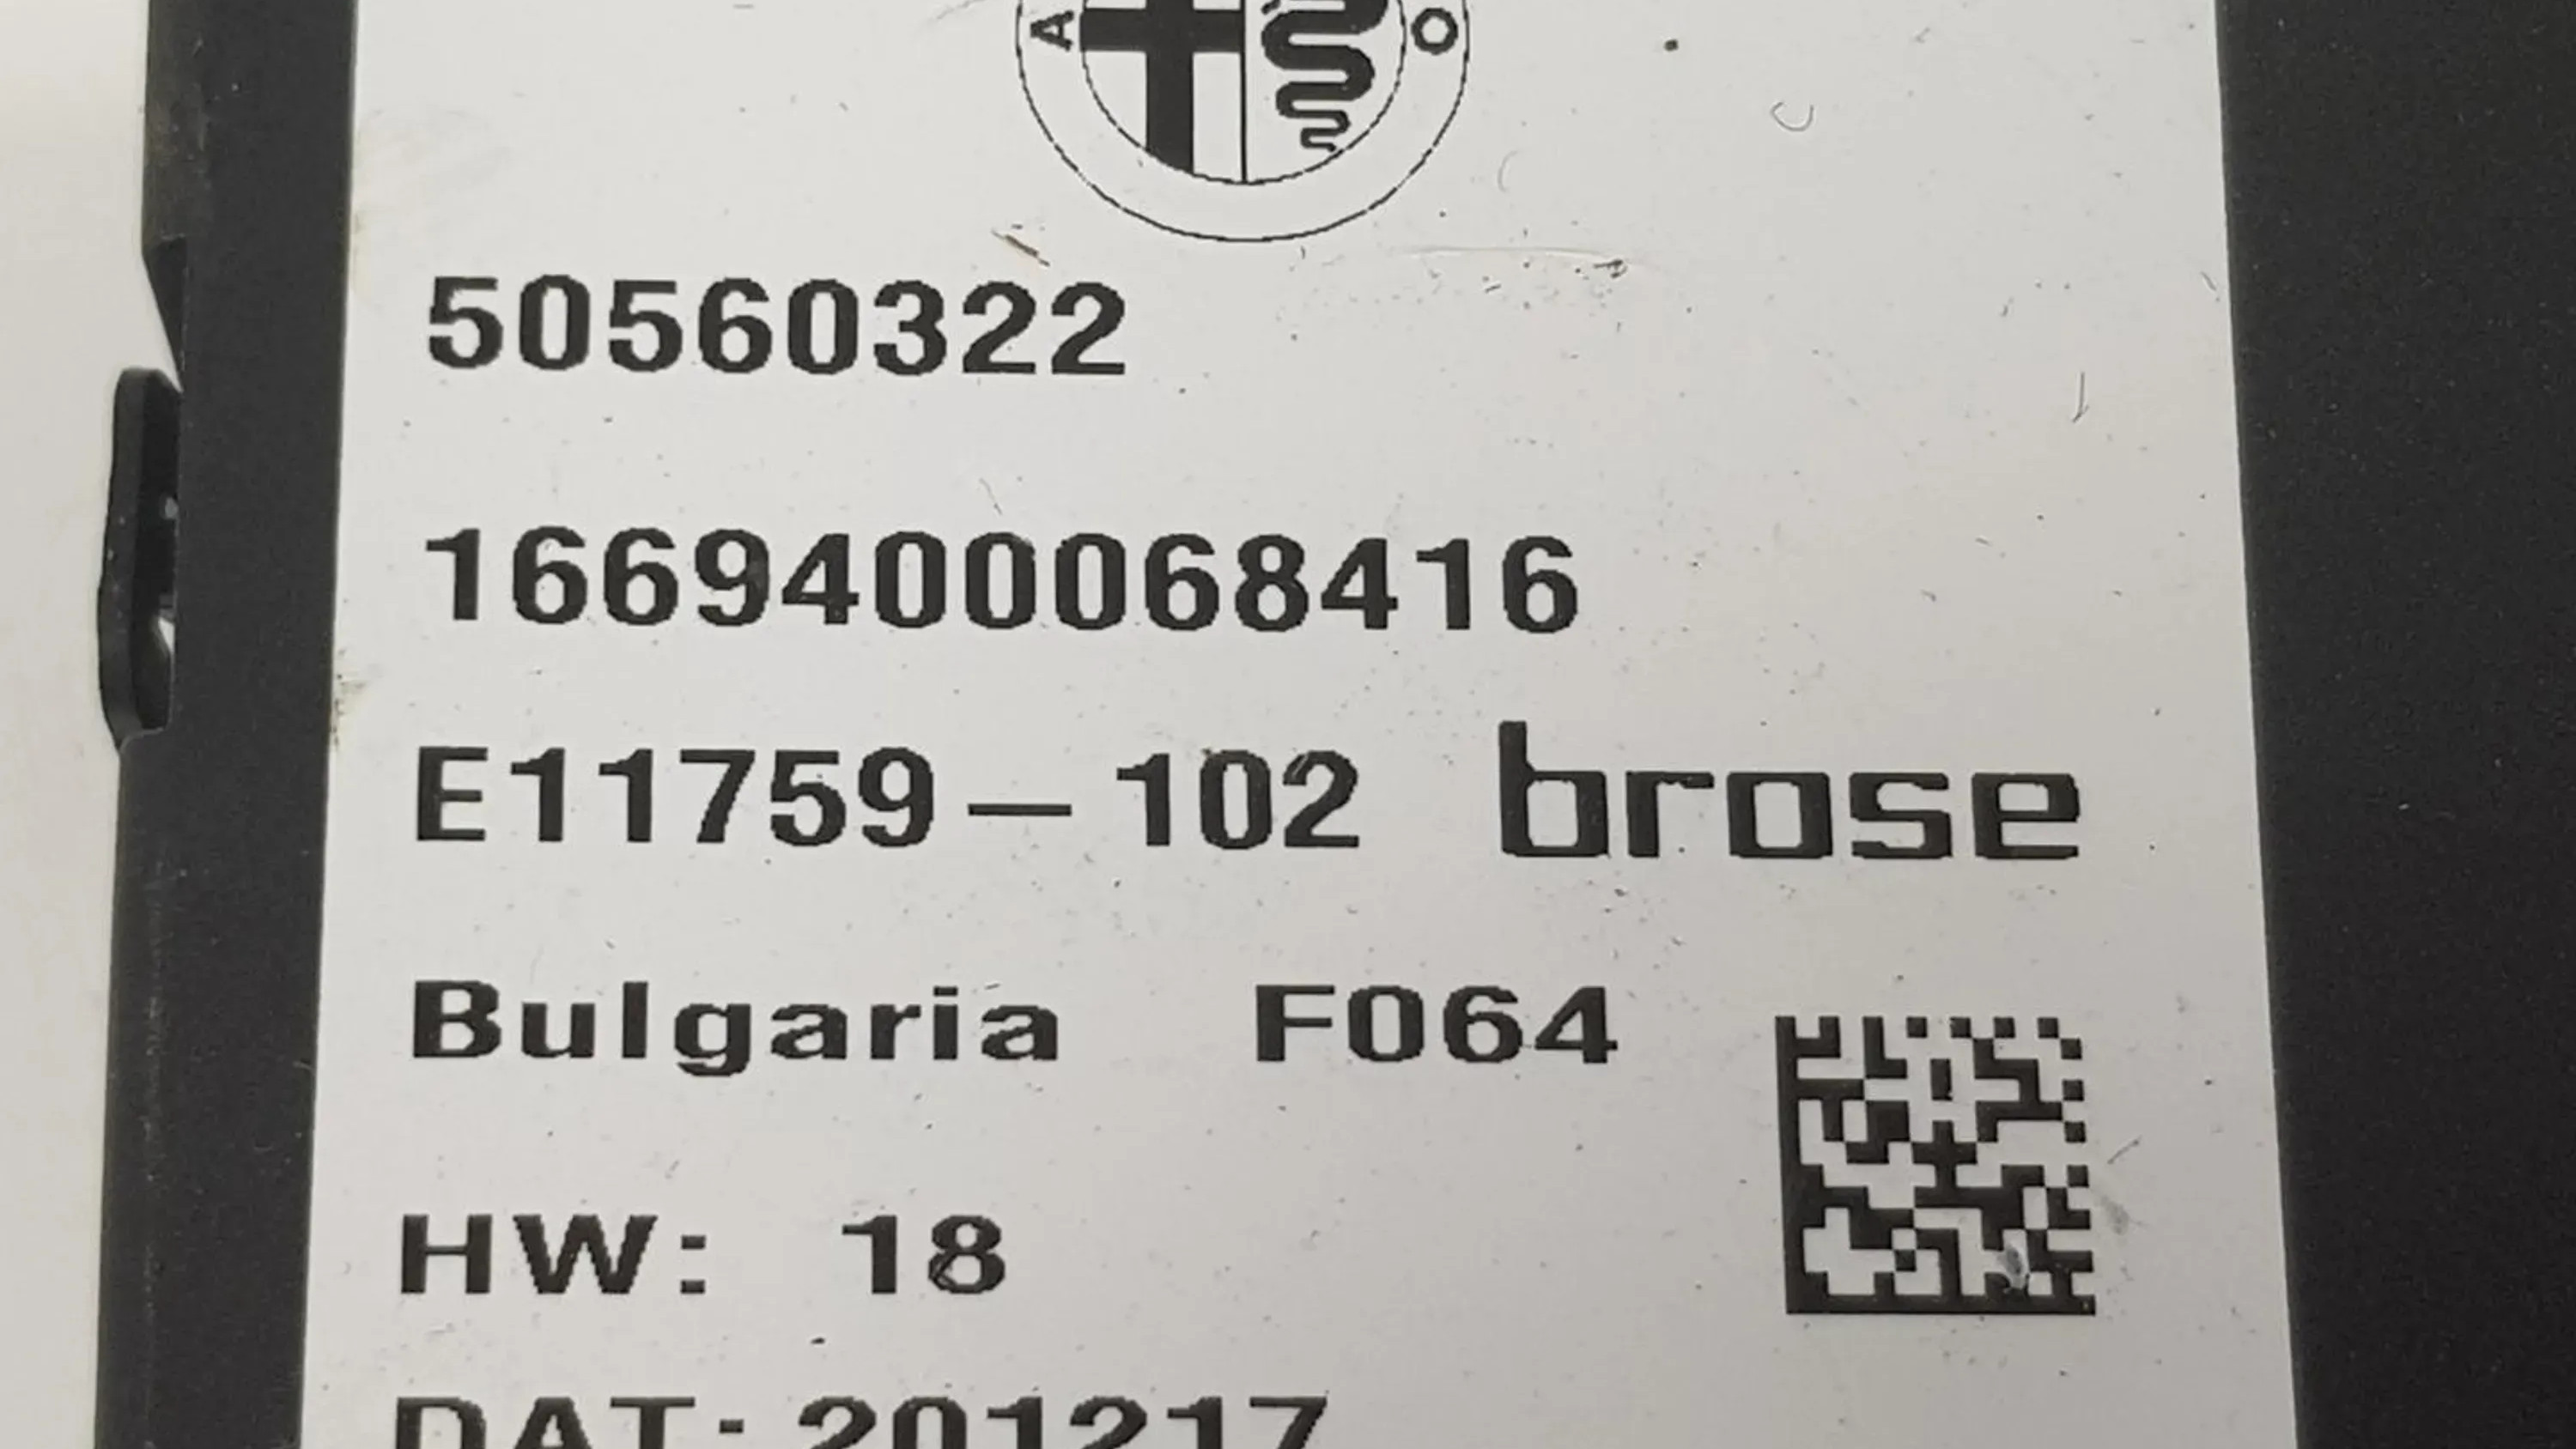 A O
50560322
1669400068416
E11759-102 brose
Bulgaria F064
HW: 18
DAT: 201217